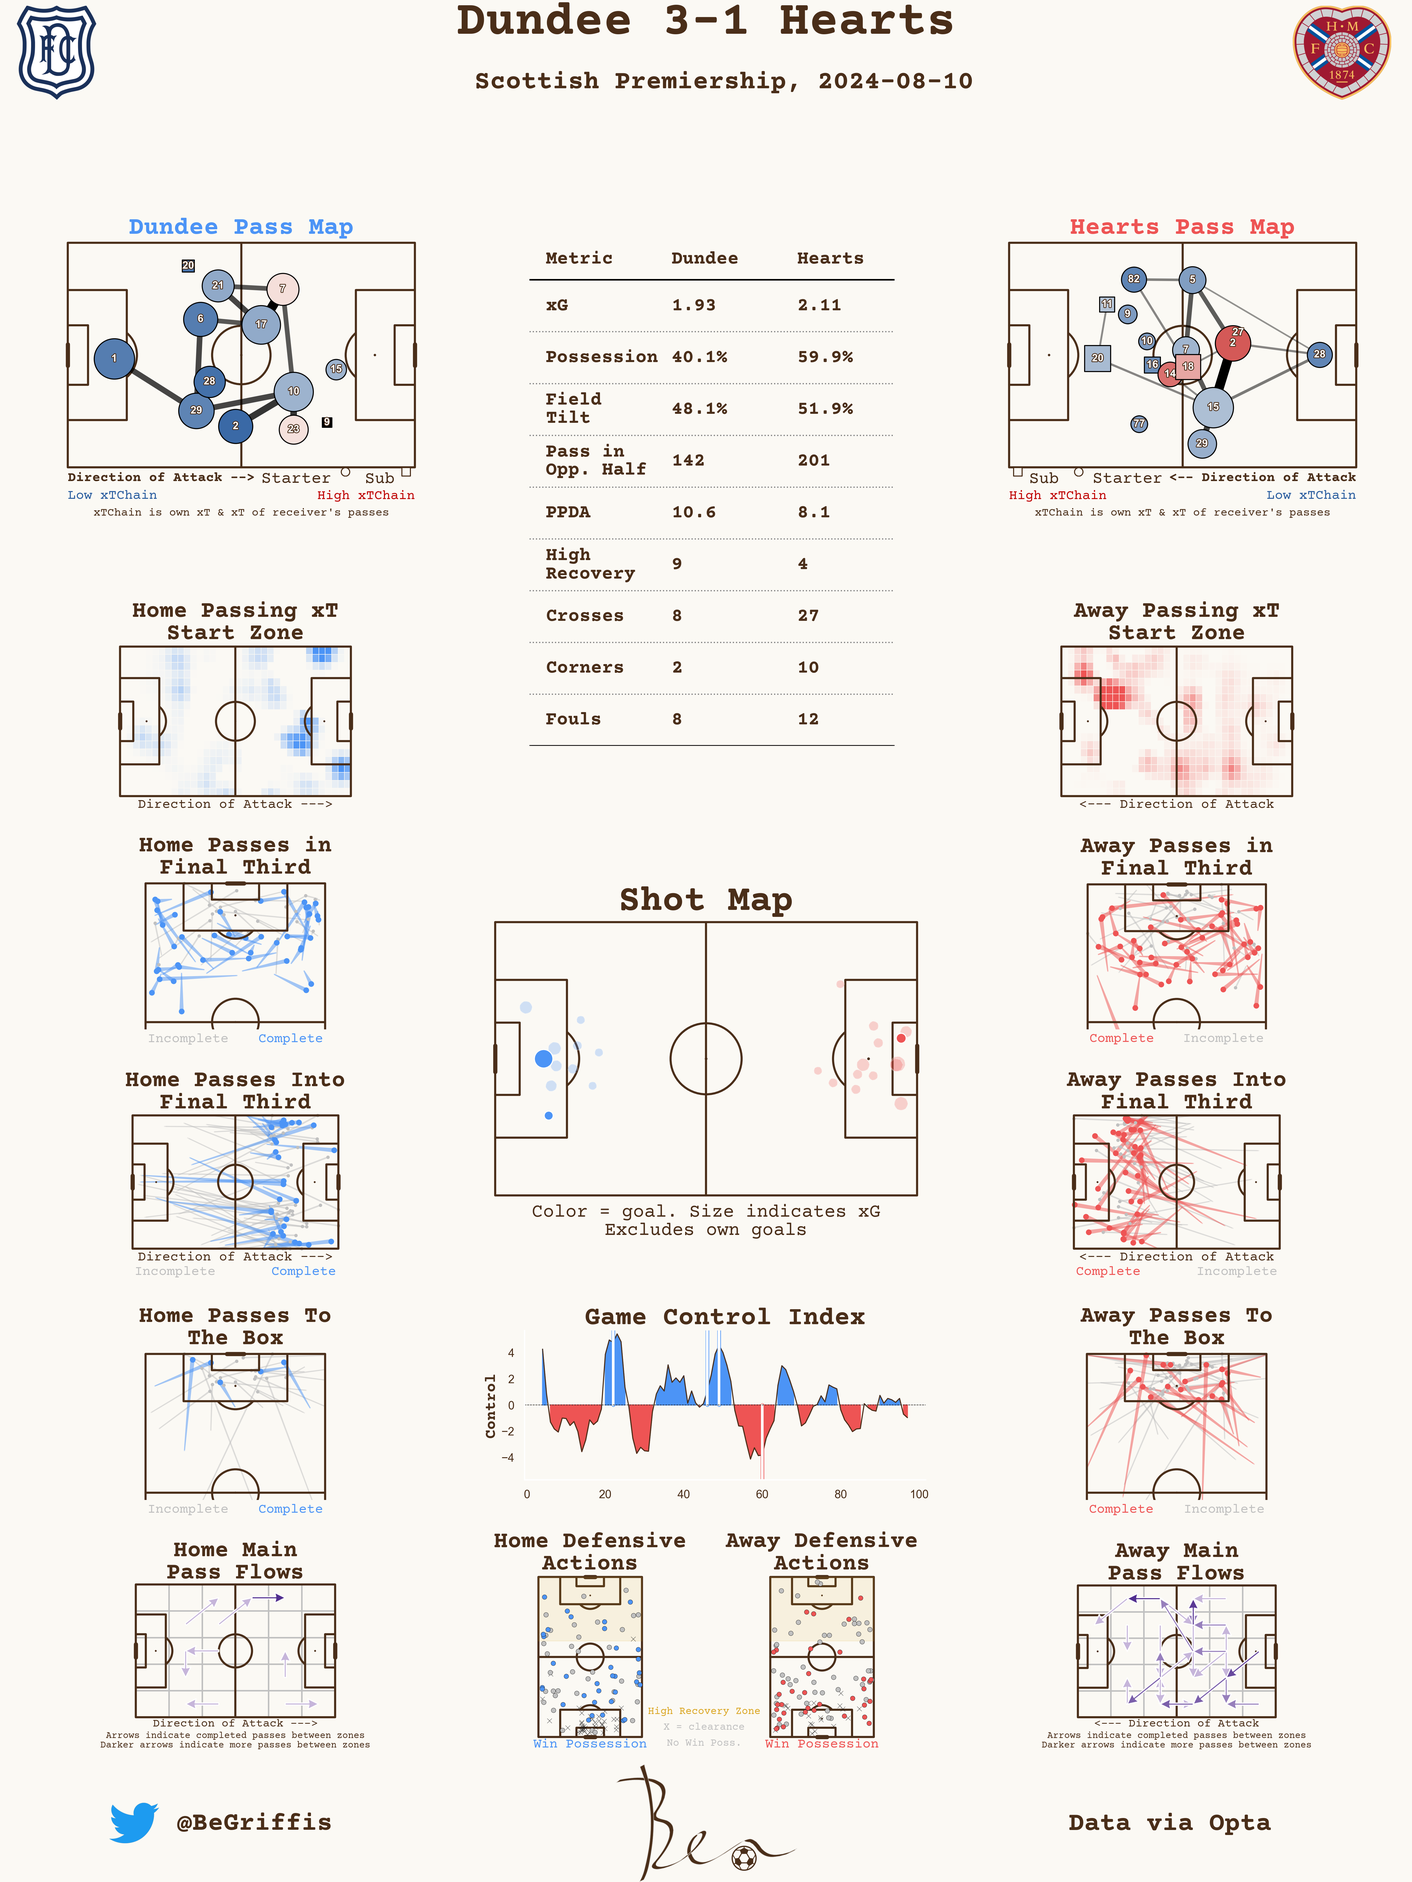 Dundee 3-1 Hearts
Scottish Premiership, 2024-08-10
DFC
H M
F C
1874
Dundee Pass Map
20
21
7
6
17
1
28
15
10
29
2
23
9
Direction of Attack --> Starter Sub
Low xTChain High xTChain
xTChain is own xT & xT of receiver's passes
Metric Dundee Hearts
xG 1.93 2.11
Possession 40.1% 59.9%
Field
Tilt 48.1% 51.9%
Pass in
Opp. Half 142 201
PPDA 10.6 8.1
High
Recovery 9 4
Crosses 8 27
Corners 2 10
Fouls 8 12
Hearts Pass Map
82
5
11
9
27
10
2
7
28
20
16
18
14
15
77
29
Sub Starter <-- Direction of Attack
High xTChain Low xTChain
xTChain is own xT & xT of receiver's passes
Home Passing xT
Start Zone
Direction of Attack --->
Away Passing xT
Start Zone
<--- Direction of Attack
Home Passes in
Final Third
Incomplete Complete
Away Passes in
Final Third
Complete Incomplete
Shot Map
Color = goal. Size indicates xG
Excludes own goals
Home Passes Into
Final Third
Direction of Attack --->
Incomplete Complete
Away Passes Into
Final Third
<--- Direction of Attack
Complete Incomplete
Home Passes To
The Box
Incomplete Complete
Game Control Index
Control
4
2
0
−2
−4
0 20 40 60 80 100
Away Passes To
The Box
Complete Incomplete
Home Main
Pass Flows
Direction of Attack --->
Arrows indicate completed passes between zones
Darker arrows indicate more passes between zones
Home Defensive
Actions
Win Possession
High Recovery Zone
X = clearance
No Win Poss.
Away Defensive
Actions
Win Possession
Away Main
Pass Flows
<--- Direction of Attack
Arrows indicate completed passes between zones
Darker arrows indicate more passes between zones
@BeGriffis
Ben
Data via Opta